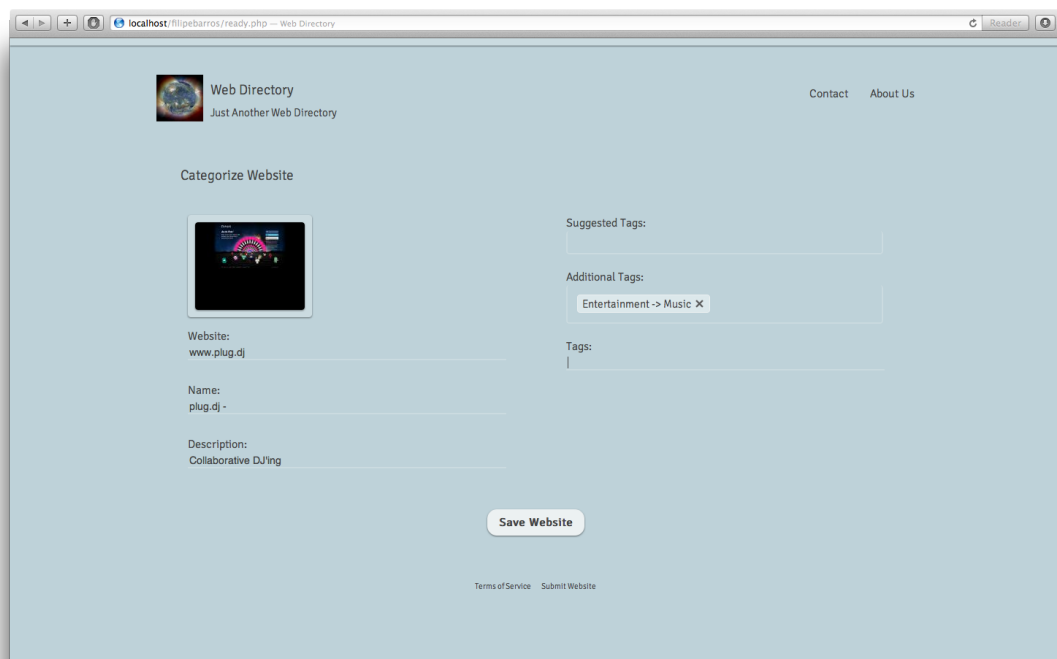 localhost/filipebarros/ready.php — Web Directory
Reader
Web Directory
Just Another Web Directory
Contact About Us
Categorize Website
Website:
www.plug.dj
Name:
plug.dj -
Description:
Collaborative DJ'ing
Suggested Tags:
Additional Tags:
Entertainment -> Music ✕
Tags:
Save Website
Terms of Service Submit Website